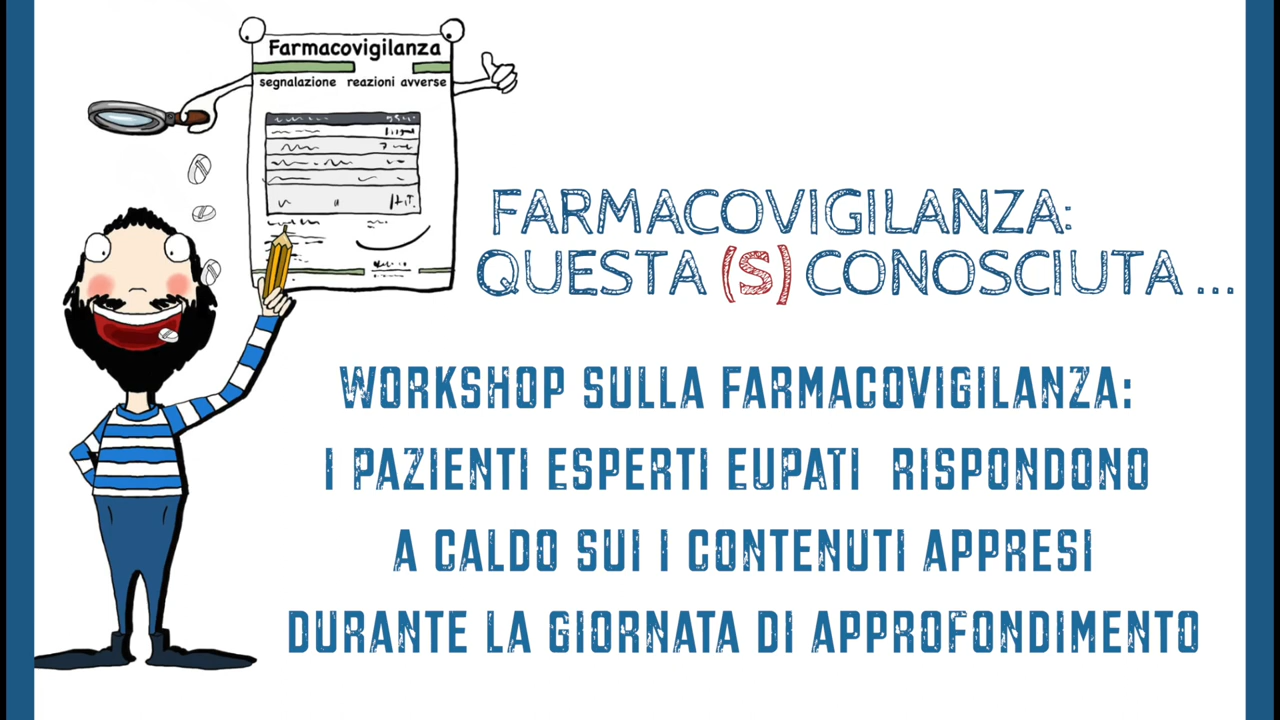 Farmacovigilanza
segnalazione reazioni avverse
FARMACOVIGILANZA:
QUESTA (S) CONOSCIUTA ...
WORKSHOP SULLA FARMACOVIGILANZA:
I PAZIENTI ESPERTI EUPATI RISPONDONO
A CALDO SUI I CONTENUTI APPRESI
DURANTE LA GIORNATA DI APPROFONDIMENTO